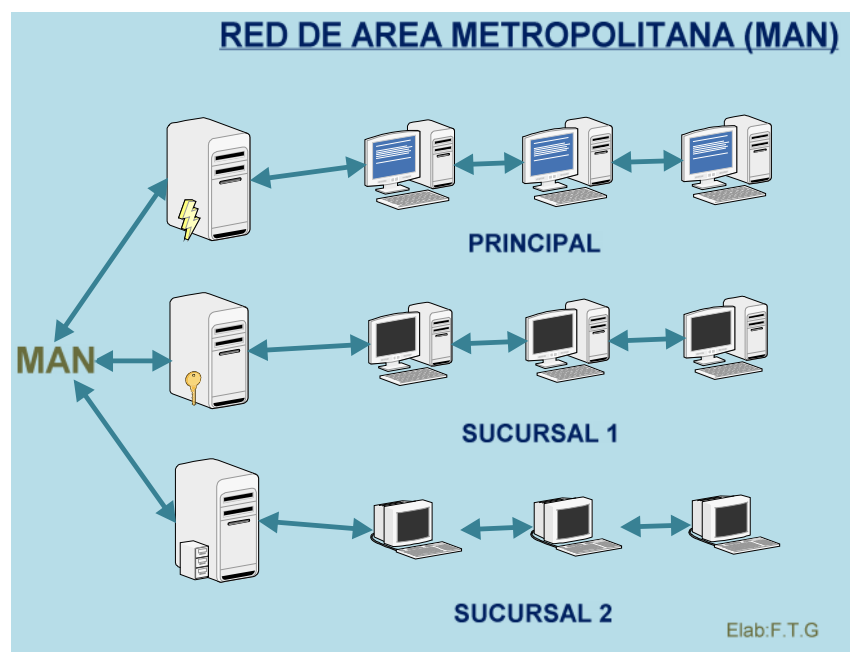 RED DE AREA METROPOLITANA (MAN)
PRINCIPAL
MAN
SUCURSAL 1
SUCURSAL 2
Elab:F.T.G